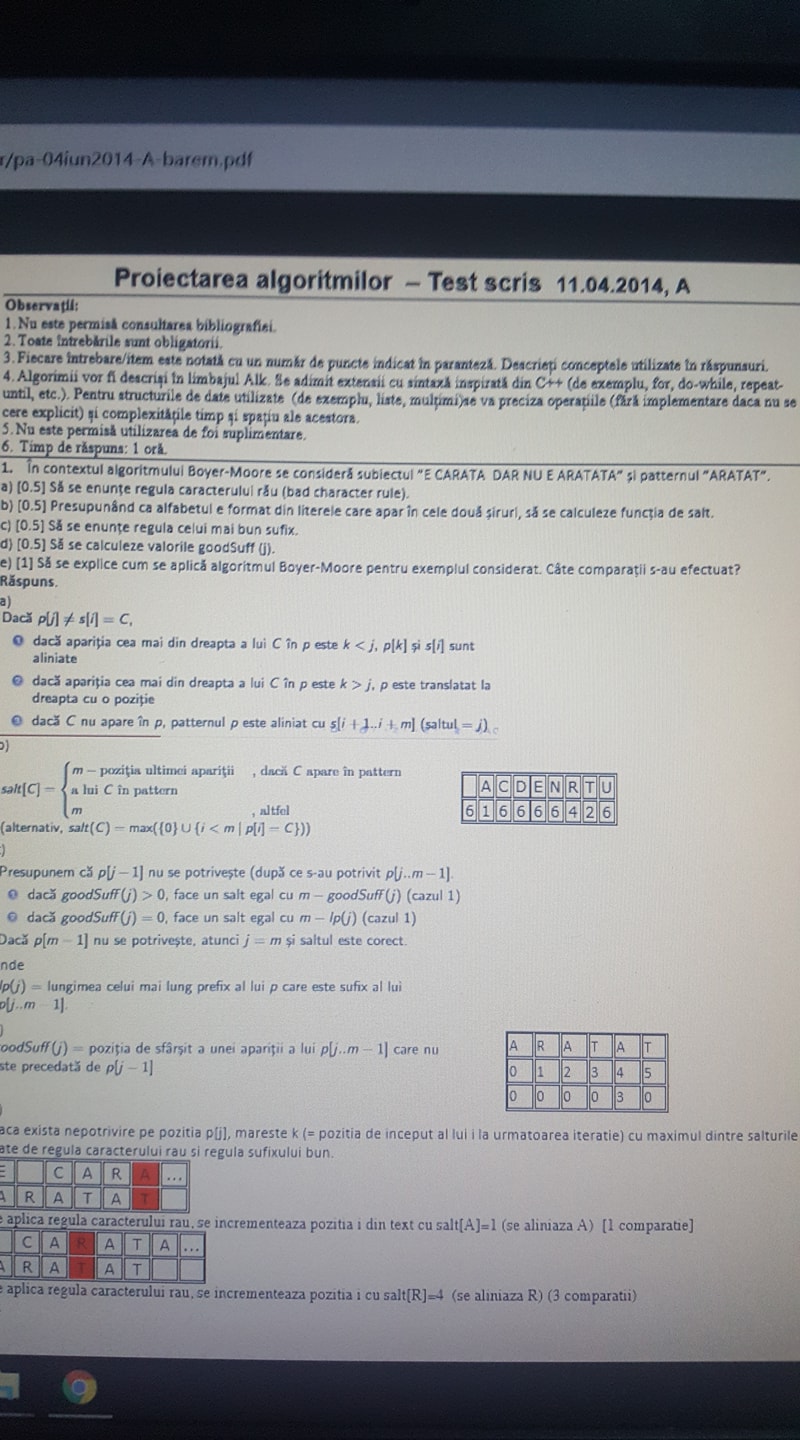 r/pa-04iun2014-A-barem.pdf
Proiectarea algoritmilor – Test scris 11.04.2014, A
Observații:
1. Nu este permisă consultarea bibliografiei.
2. Toate întrebările sunt obligatorii.
3. Fiecare întrebare/item este notată cu un număr de puncte indicat în paranteză. Descrieți conceptele utilizate în răspunsuri.
4. Algorimii vor fi descriși în limbajul Alk. Se adimit extensii cu sintaxă inspirată din C++ (de exemplu, for, do-while, repeat-
until, etc.). Pentru structurile de date utilizate (de exemplu, liste, mulțimi)se va preciza operațiile (fără implementare daca nu se
cere explicit) și complexitățile timp și spațiu ale acestora.
5. Nu este permisă utilizarea de foi suplimentare.
6. Timp de răspuns: 1 oră.
1. În contextul algoritmului Boyer-Moore se consideră subiectul "E CARATA DAR NU E ARATATA" și patternul "ARATAT".
a) [0.5] Să se enunțe regula caracterului rău (bad character rule).
b) [0.5] Presupunând ca alfabetul e format din literele care apar în cele două șiruri, să se calculeze funcția de salt.
c) [0.5] Să se enunțe regula celui mai bun sufix.
d) [0.5] Să se calculeze valorile goodSuff (j).
e) [1] Să se explice cum se aplică algoritmul Boyer-Moore pentru exemplul considerat. Câte comparații s-au efectuat?
Răspuns.
a)
Dacă p[j] ≠ s[i] = C,
1 dacă apariția cea mai din dreapta a lui C în p este k < j, p[k] și s[i] sunt
aliniate
2 dacă apariția cea mai din dreapta a lui C în p este k > j, p este translatat la
dreapta cu o poziție
3 dacă C nu apare în p, patternul p este aliniat cu s[i + 1..i + m] (saltul = j)
b)
salt[C] = { m – poziția ultimei apariții , dacă C apare în pattern
a lui C în pattern
m , altfel
A C D E N R T U
6 1 6 6 6 6 4 2 6
(alternativ, salt(C) = max({0} ∪ {i < m | p[i] = C}))
:)
Presupunem că p[j – 1] nu se potrivește (după ce s-au potrivit p[j..m – 1].
1 dacă goodSuff(j) > 0, face un salt egal cu m – goodSuff(j) (cazul 1)
2 dacă goodSuff(j) = 0, face un salt egal cu m – lp(j) (cazul 1)
Dacă p[m – 1] nu se potrivește, atunci j = m și saltul este corect.
nde
lp(j) = lungimea celui mai lung prefix al lui p care este sufix al lui
p[j..m – 1].
)
oodSuff(j) = poziția de sfârșit a unei apariții a lui p[j..m – 1] care nu
ste precedată de p[j – 1]
A R A T A T
0 1 2 3 4 5
0 0 0 0 3 0
)
aca exista nepotrivire pe pozitia p[j], mareste k (= pozitia de inceput al lui i la urmatoarea iteratie) cu maximul dintre salturile
ate de regula caracterului rau si regula sufixului bun.
E C A R A ...
A R A T A T
e aplica regula caracterului rau, se incrementeaza pozitia i din text cu salt[A]=1 (se aliniaza A) [1 comparatie]
C A R A T A ...
A R A T A T
e aplica regula caracterului rau, se incrementeaza pozitia i cu salt[R]=4 (se aliniaza R) (3 comparatii)